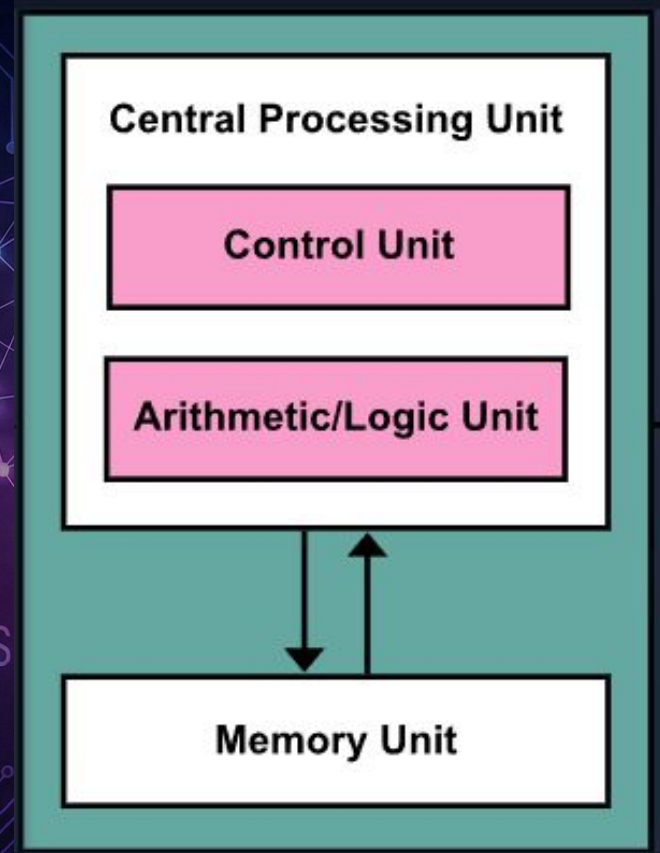 Central Processing Unit
Control Unit
Arithmetic/Logic Unit
S
Memory Unit